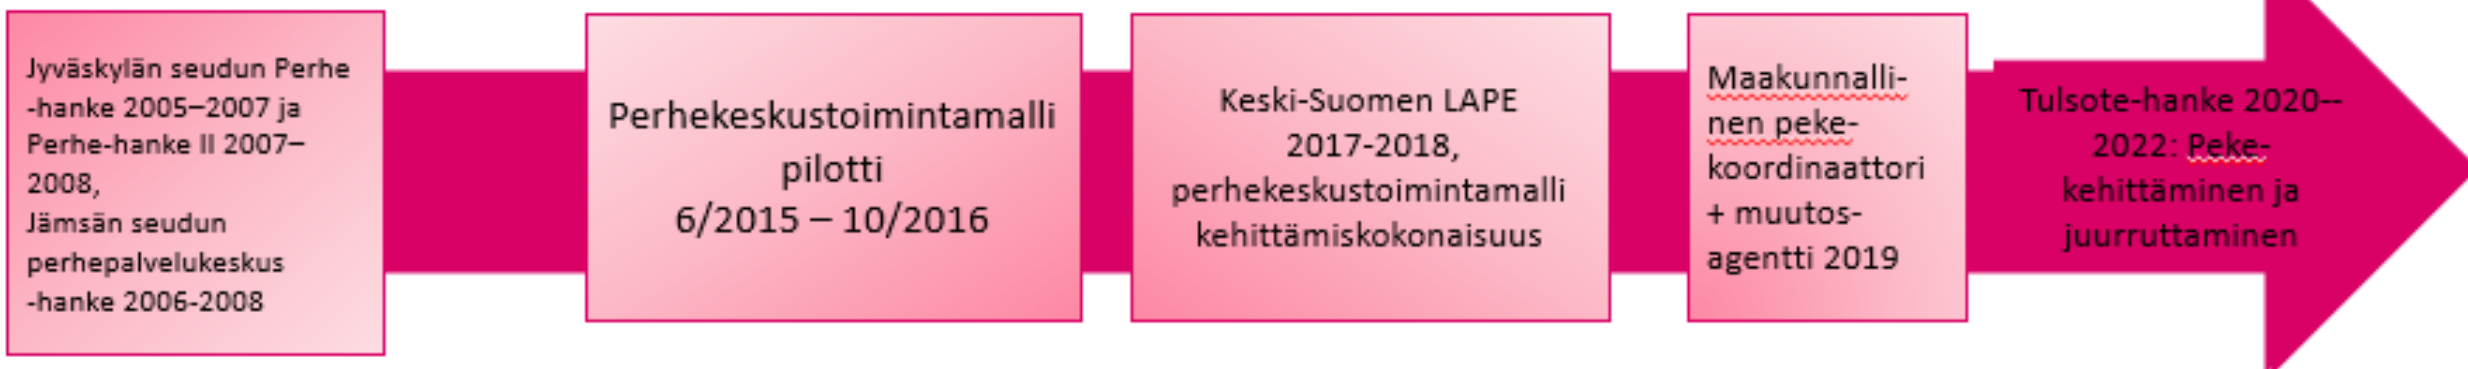 Jyväskylän seudun Perhe
-hanke 2005–2007 ja
Perhe-hanke II 2007–
2008,
Jämsän seudun
perhepalvelukeskus
-hanke 2006-2008
Perhekeskustoimintamalli
pilotti
6/2015 – 10/2016
Keski-Suomen LAPE
2017-2018,
perhekeskustoimintamalli
kehittämiskokonaisuus
Maakunnalli-
nen peke-
koordinaattori
+ muutos-
agentti 2019
Tulsote-hanke 2020--
2022: Peke-
kehittäminen ja
juurruttaminen